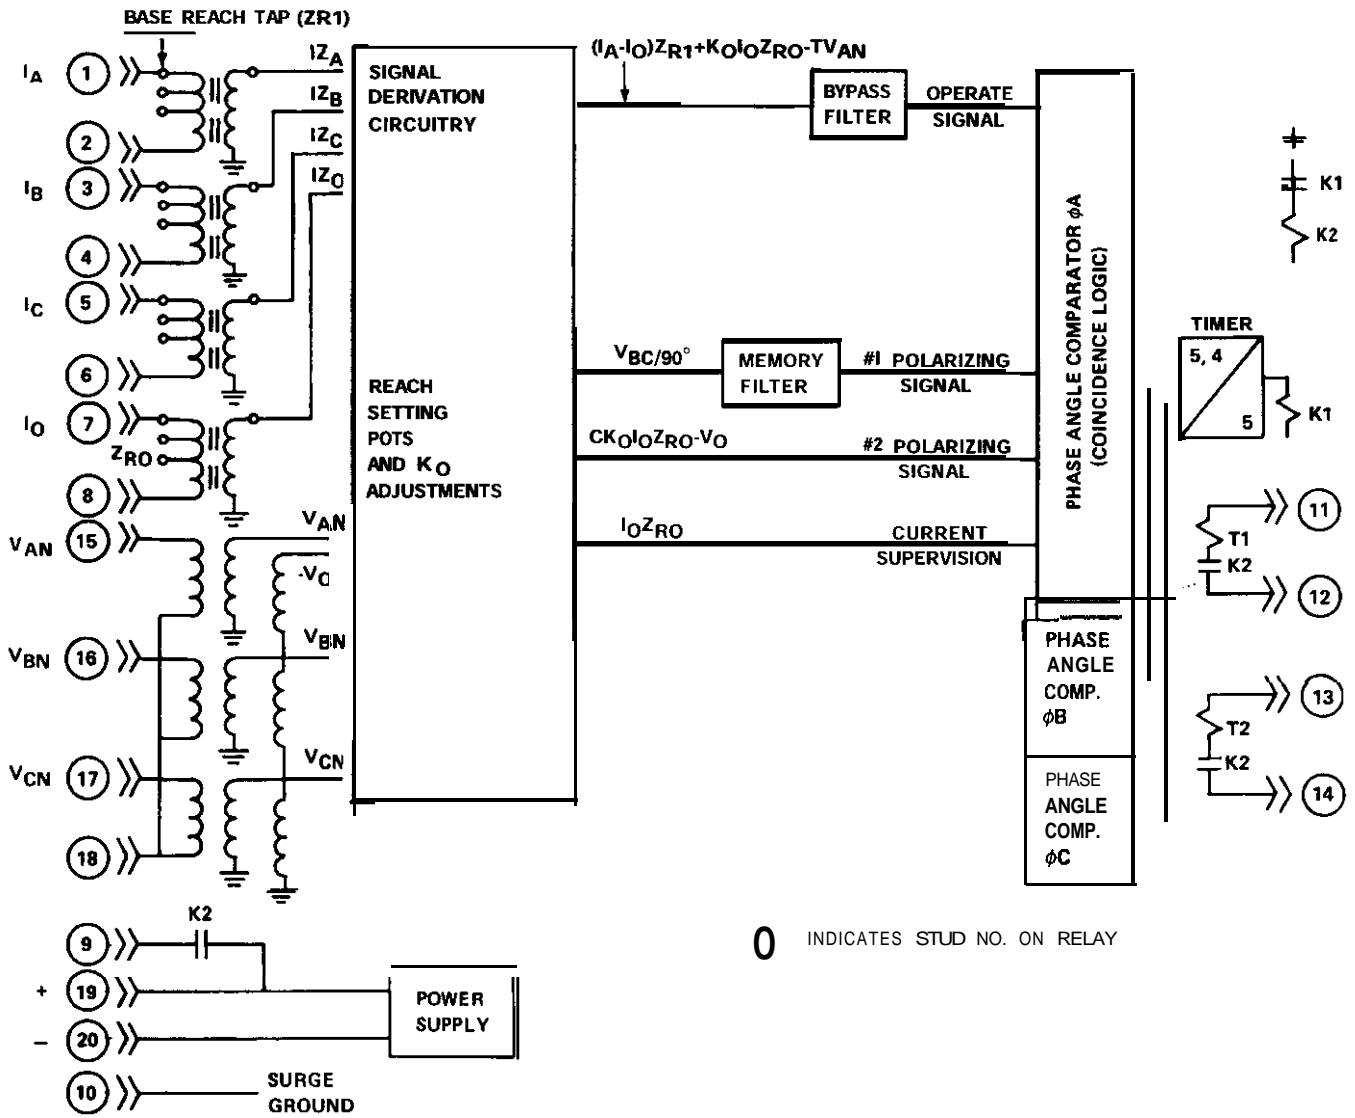 BASE REACH TAP (ZR1)
IA 1
2
IB 3
4
IC 5
6
IO 7
ZRO
8
VAN 15
VBN 16
VCN 17
18
IZA
IZB
IZC
IZO
VAN
-VO
VBN
VCN
SIGNAL
DERIVATION
CIRCUITRY
REACH
SETTING
POTS
AND KO
ADJUSTMENTS
(IA-IO)ZR1+KOIOZRO-TVAN
BYPASS
FILTER
OPERATE
SIGNAL
VBC/90°
MEMORY
FILTER
#1 POLARIZING
SIGNAL
CKOIOZRO-VO
#2 POLARIZING
SIGNAL
IOZRO
CURRENT
SUPERVISION
PHASE ANGLE COMPARATOR ϕA
(COINCIDENCE LOGIC)
PHASE
ANGLE
COMP.
ϕB
PHASE
ANGLE
COMP.
ϕC
+
K1
K2
TIMER
5, 4
5
K1
11
T1
K2
12
13
T2
K2
14
K2
9
+ 19
- 20
10
POWER
SUPPLY
SURGE
GROUND
O INDICATES STUD NO. ON RELAY